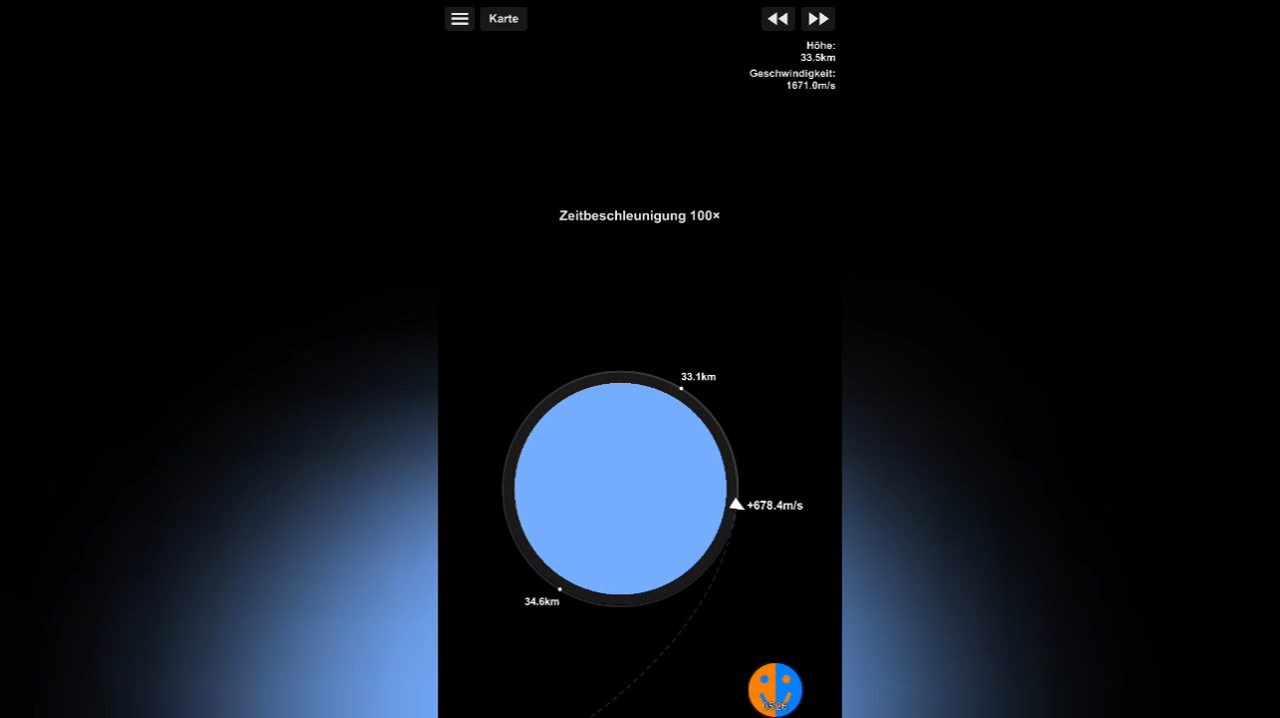 Karte
Höhe:
33.5km
Geschwindigkeit:
1671.0m/s
Zeitbeschleunigung 100×
33.1km
+678.4m/s
34.6km